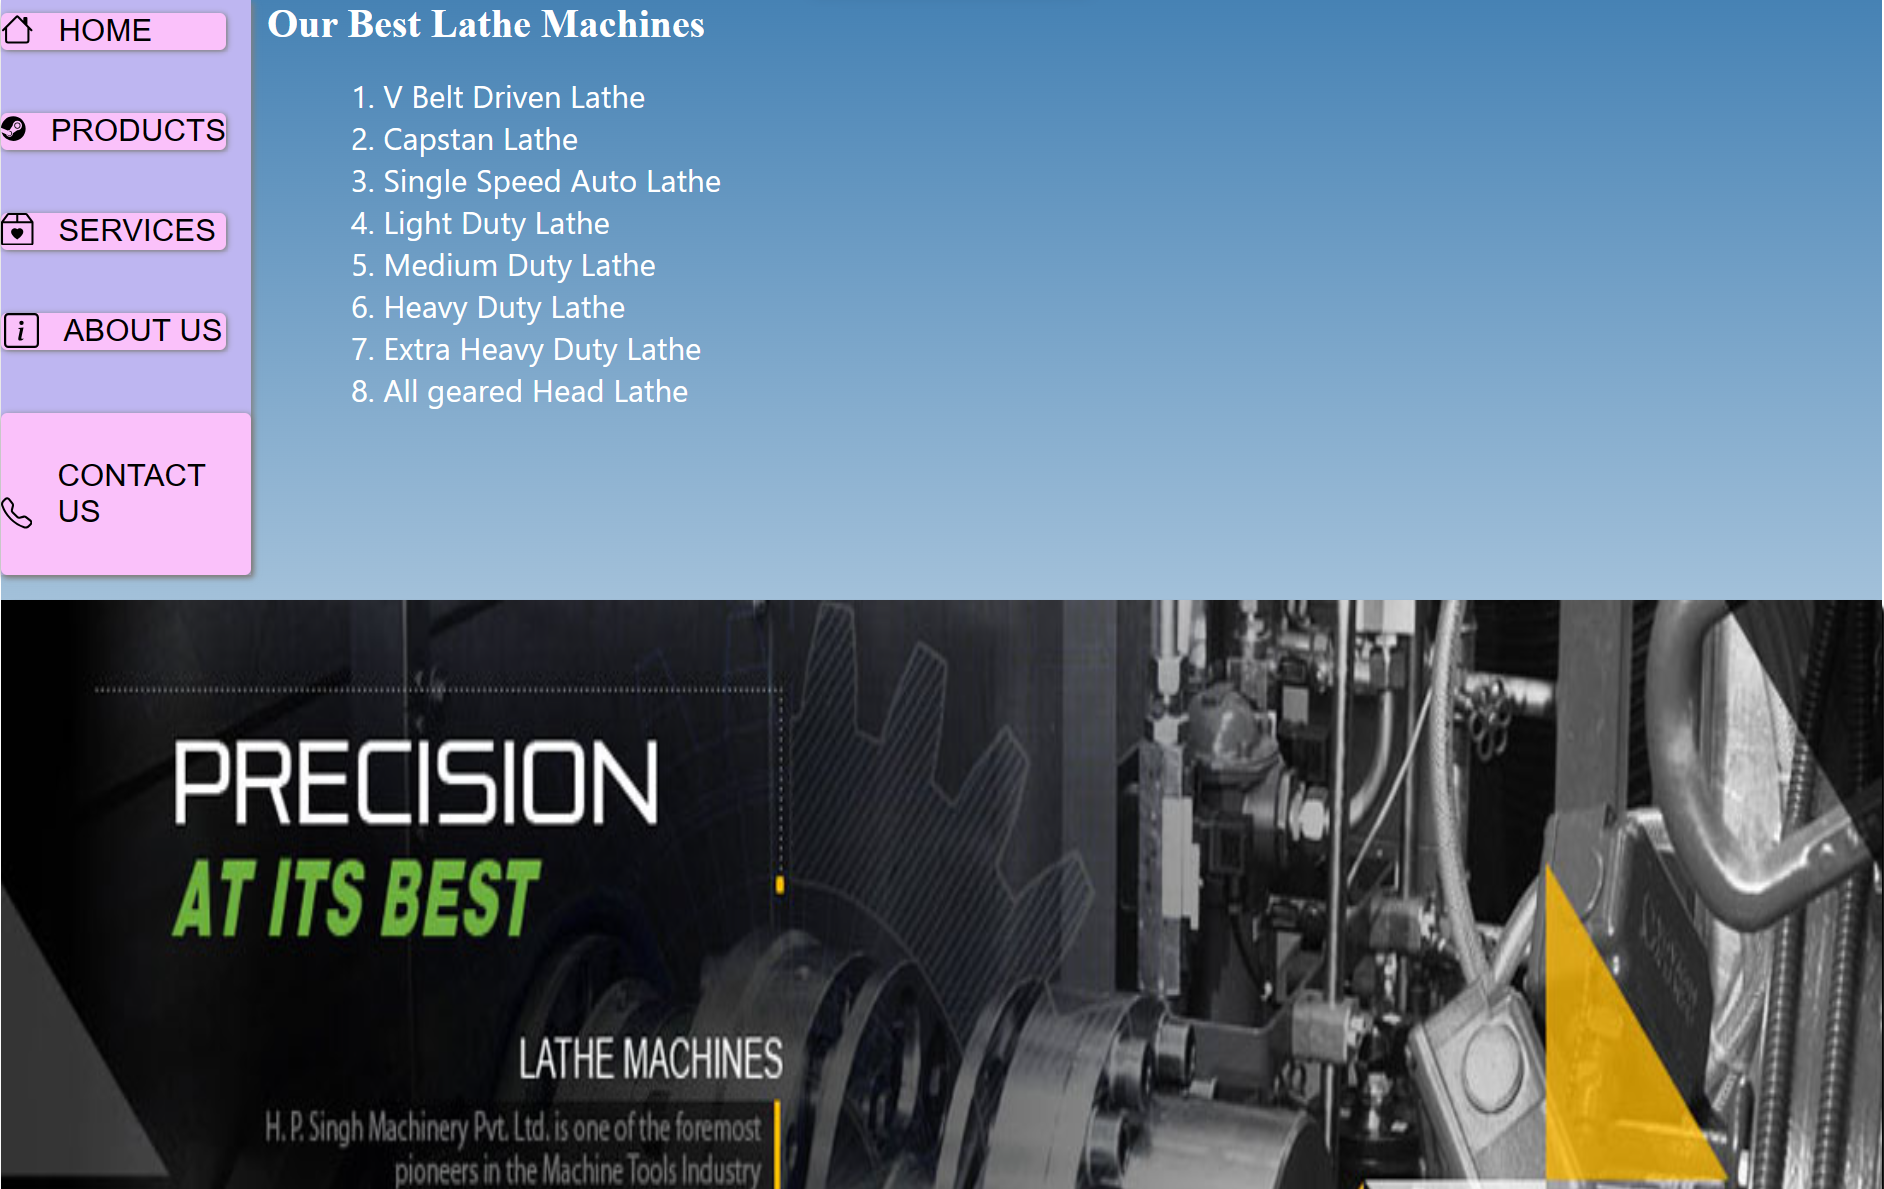 HOME
PRODUCTS
SERVICES
ABOUT US
CONTACT
US
Our Best Lathe Machines
1. V Belt Driven Lathe
2. Capstan Lathe
3. Single Speed Auto Lathe
4. Light Duty Lathe
5. Medium Duty Lathe
6. Heavy Duty Lathe
7. Extra Heavy Duty Lathe
8. All geared Head Lathe
PRECISION
AT ITS BEST
LATHE MACHINES
H. P. Singh Machinery Pvt. Ltd. is one of the foremost
pioneers in the Machine Tools Industry